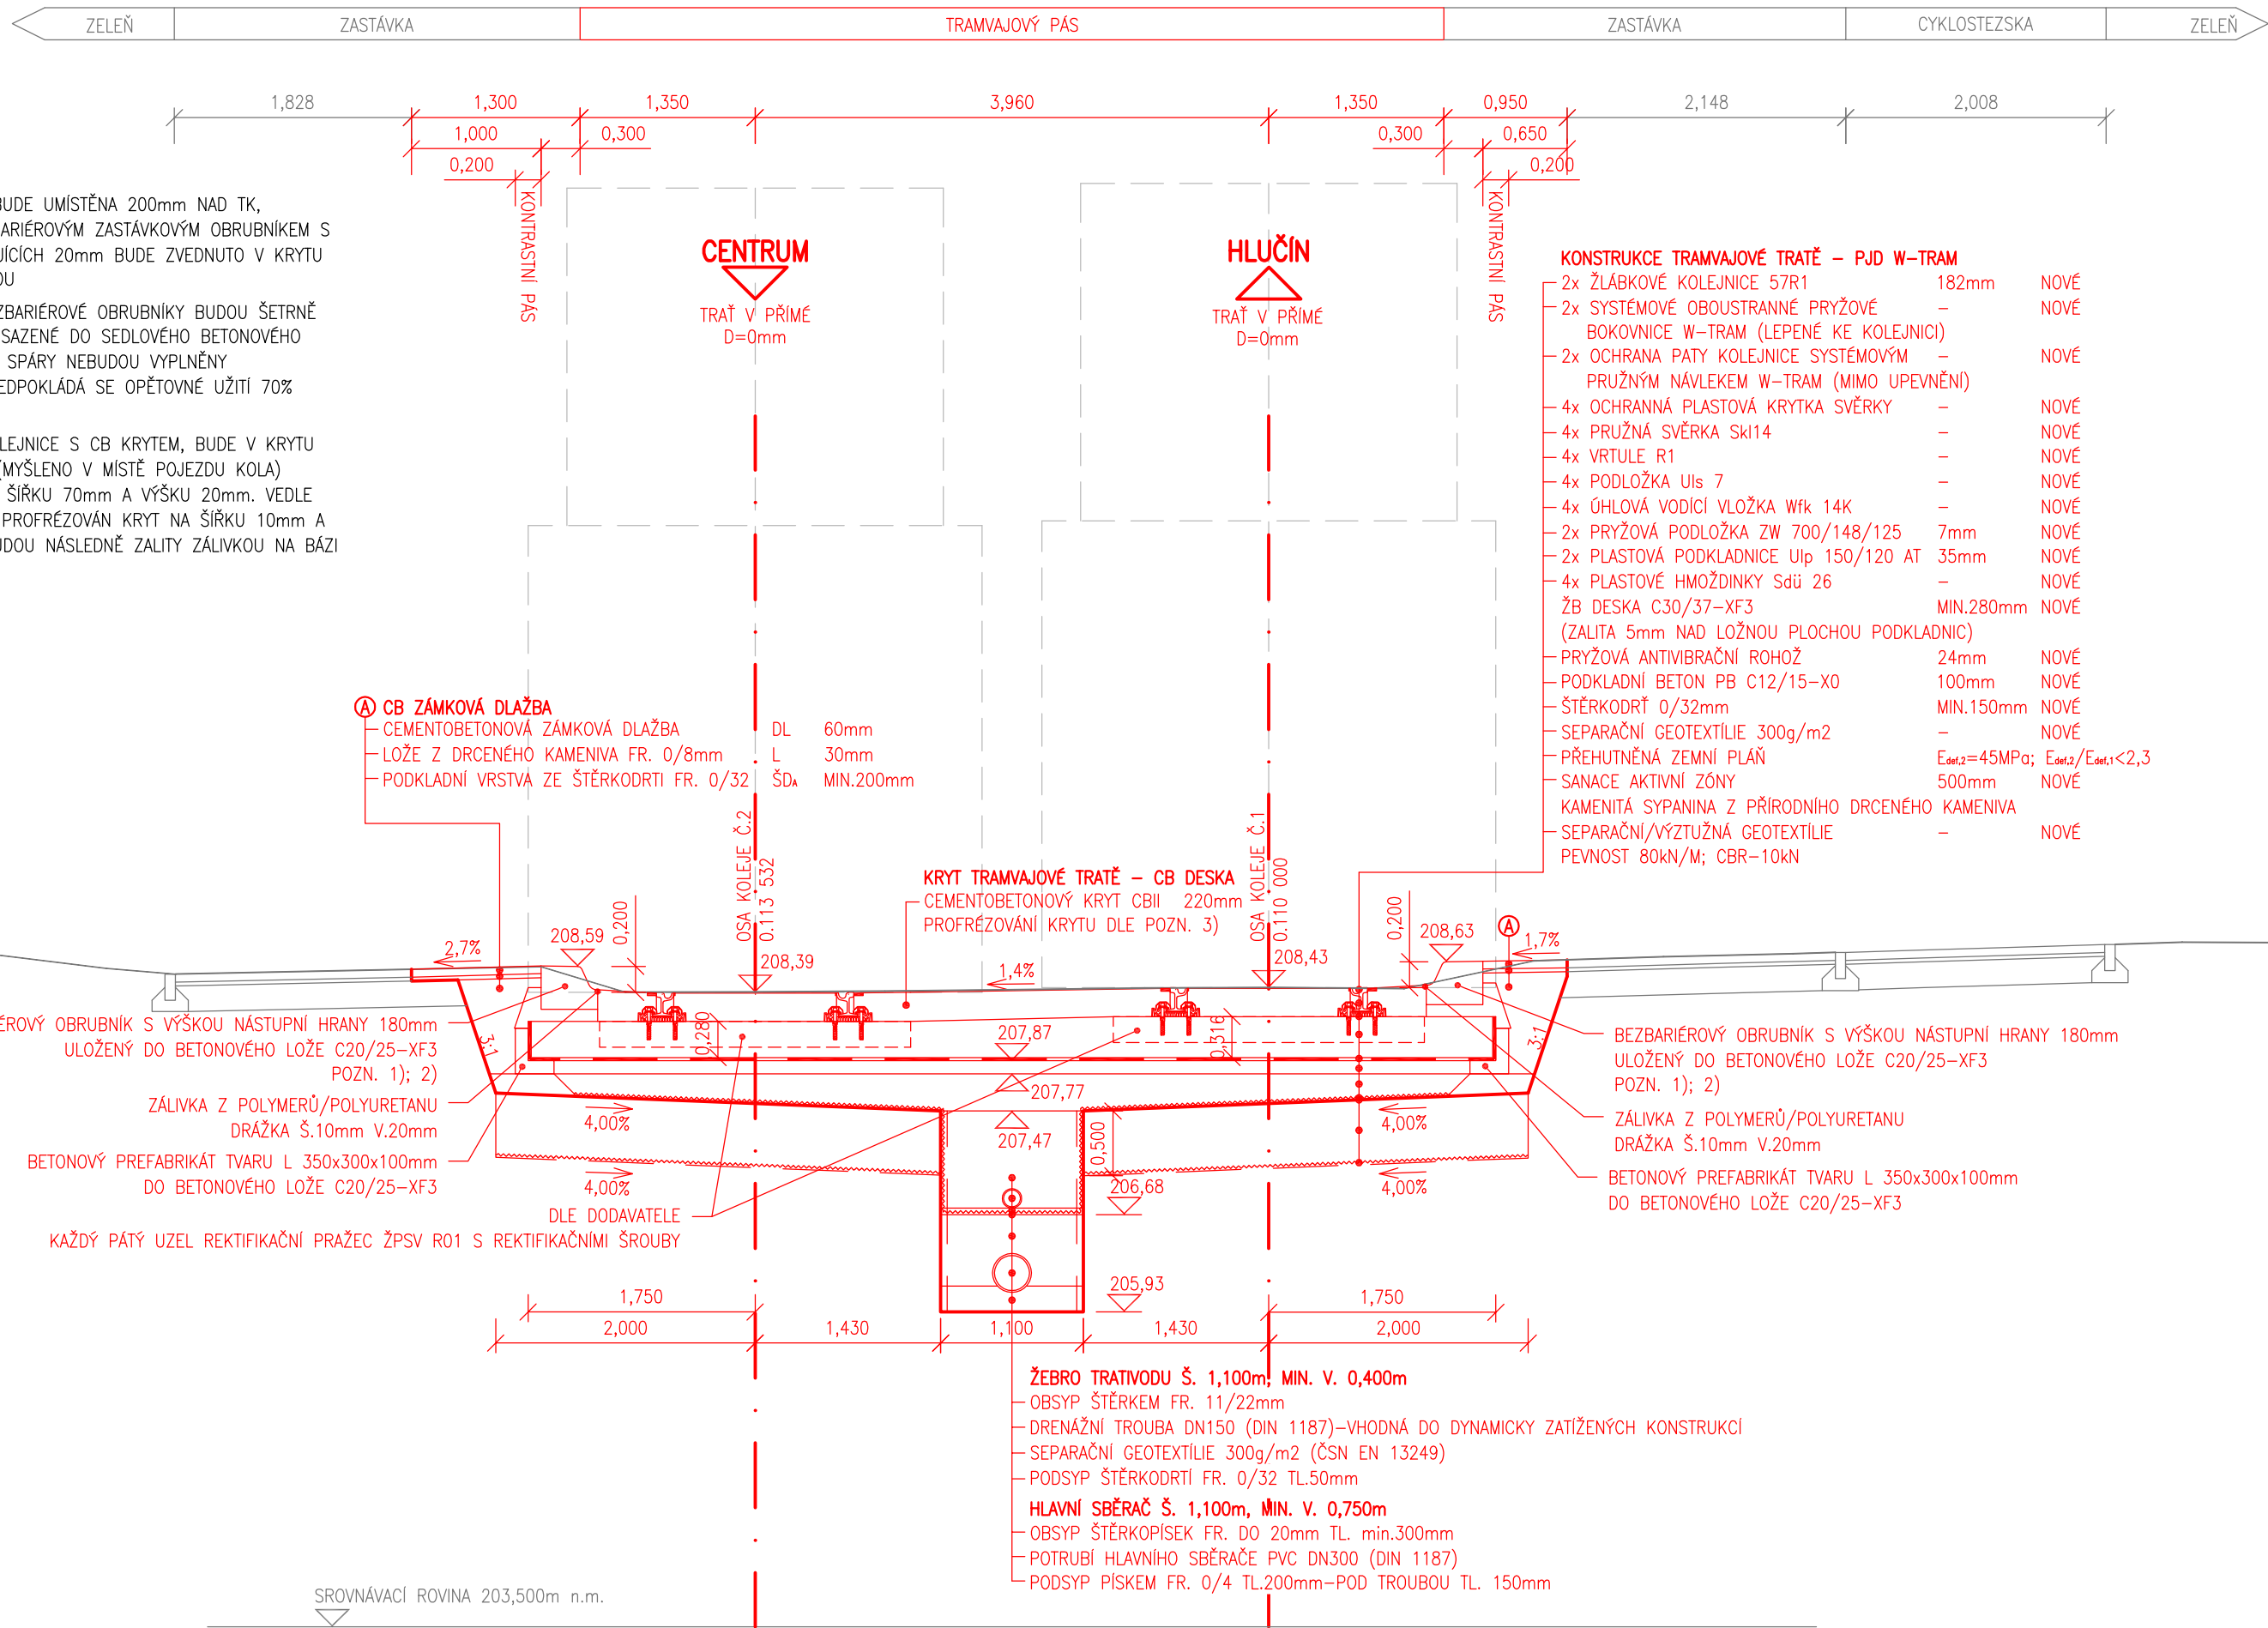 ZELEŇ
ZASTÁVKA
TRAMVAJOVÝ PÁS
ZASTÁVKA
CYKLOSTEZSKA
ZELEŇ
1,828
1,300
1,350
3,960
1,350
0,950
2,148
2,008
1,000
0,300
0,300
0,650
0,200
0,200
KONTRASTNÍ PÁS
KONTRASTNÍ PÁS
BUDE UMÍSTĚNA 200mm NAD TK,
ARIÉROVÝM ZASTÁVKOVÝM OBRUBNÍKEM S
JÍCÍCH 20mm BUDE ZVEDNUTO V KRYTU
OU
ZBARIÉROVÉ OBRUBNÍKY BUDOU ŠETRNĚ
SAZENÉ DO SEDLOVÉHO BETONOVÉHO
SPÁRY NEBUDOU VYPLNĚNY
EDPOKLÁDÁ SE OPĚTOVNÉ UŽITÍ 70%
LEJNICE S CB KRYTEM, BUDE V KRYTU
(MYŠLENO V MÍSTĚ POJEZDU KOLA)
ŠÍŘKU 70mm A VÝŠKU 20mm. VEDLE
PROFRÉZOVÁN KRYT NA ŠÍŘKU 10mm A
UDOU NÁSLEDNĚ ZALITY ZÁLIVKOU NA BÁZI
CENTRUM
TRAŤ V PŘÍMÉ
D=0mm
HLUČÍN
TRAŤ V PŘÍMÉ
D=0mm
KONSTRUKCE TRAMVAJOVÉ TRATĚ – PJD W–TRAM
2x ŽLÁBKOVÉ KOLEJNICE 57R1 182mm NOVÉ
2x SYSTÉMOVÉ OBOUSTRANNÉ PRYŽOVÉ – NOVÉ
BOKOVNICE W–TRAM (LEPENÉ KE KOLEJNICI)
2x OCHRANA PATY KOLEJNICE SYSTÉMOVÝM – NOVÉ
PRUŽNÝM NÁVLEKEM W–TRAM (MIMO UPEVNĚNÍ)
4x OCHRANNÁ PLASTOVÁ KRYTKA SVĚRKY – NOVÉ
4x PRUŽNÁ SVĚRKA Skl14 – NOVÉ
4x VRTULE R1 – NOVÉ
4x PODLOŽKA Uls 7 – NOVÉ
4x ÚHLOVÁ VODÍCÍ VLOŽKA Wfk 14K – NOVÉ
2x PRYŽOVÁ PODLOŽKA ZW 700/148/125 7mm NOVÉ
2x PLASTOVÁ PODKLADNICE Ulp 150/120 AT 35mm NOVÉ
4x PLASTOVÉ HMOŽDINKY Sdü 26 – NOVÉ
ŽB DESKA C30/37–XF3 MIN.280mm NOVÉ
(ZALITA 5mm NAD LOŽNOU PLOCHOU PODKLADNIC)
PRYŽOVÁ ANTIVIBRAČNÍ ROHOŽ 24mm NOVÉ
PODKLADNÍ BETON PB C12/15–X0 100mm NOVÉ
ŠTĚRKODRŤ 0/32mm MIN.150mm NOVÉ
SEPARAČNÍ GEOTEXTÍLIE 300g/m2 – NOVÉ
PŘEHUTNĚNÁ ZEMNÍ PLÁŇ Edef,2=45MPa; Edef,2/Edef,1<2,3
SANACE AKTIVNÍ ZÓNY 500mm NOVÉ
KAMENITÁ SYPANINA Z PŘÍRODNÍHO DRCENÉHO KAMENIVA
SEPARAČNÍ/VÝZTUŽNÁ GEOTEXTÍLIE – NOVÉ
PEVNOST 80kN/M; CBR–10kN
A CB ZÁMKOVÁ DLAŽBA
CEMENTOBETONOVÁ ZÁMKOVÁ DLAŽBA DL 60mm
LOŽE Z DRCENÉHO KAMENIVA FR. 0/8mm L 30mm
PODKLADNÍ VRSTVA ZE ŠTĚRKODRTI FR. 0/32 ŠDA MIN.200mm
OSA KOLEJE Č.2
0.113 532
OSA KOLEJE Č.1
0.110 000
KRYT TRAMVAJOVÉ TRATĚ – CB DESKA
CEMENTOBETONOVÝ KRYT CBII 220mm
PROFRÉZOVÁNÍ KRYTU DLE POZN. 3)
2,7%
208,59
0,200
208,39
1,4%
208,43
0,200
208,63
A
1,7%
3:1
0,280
207,87
0,316
3:1
207,77
4,00%
207,47
0,500
4,00%
4,00%
206,68
4,00%
205,93
ÉROVÝ OBRUBNÍK S VÝŠKOU NÁSTUPNÍ HRANY 180mm
ULOŽENÝ DO BETONOVÉHO LOŽE C20/25–XF3
POZN. 1); 2)
ZÁLIVKA Z POLYMERŮ/POLYURETANU
DRÁŽKA Š.10mm V.20mm
BETONOVÝ PREFABRIKÁT TVARU L 350x300x100mm
DO BETONOVÉHO LOŽE C20/25–XF3
DLE DODAVATELE
KAŽDÝ PÁTÝ UZEL REKTIFIKAČNÍ PRAŽEC ŽPSV R01 S REKTIFIKAČNÍMI ŠROUBY
BEZBARIÉROVÝ OBRUBNÍK S VÝŠKOU NÁSTUPNÍ HRANY 180mm
ULOŽENÝ DO BETONOVÉHO LOŽE C20/25–XF3
POZN. 1); 2)
ZÁLIVKA Z POLYMERŮ/POLYURETANU
DRÁŽKA Š.10mm V.20mm
BETONOVÝ PREFABRIKÁT TVARU L 350x300x100mm
DO BETONOVÉHO LOŽE C20/25–XF3
1,750
1,750
2,000
1,430
1,100
1,430
2,000
ŽEBRO TRATIVODU Š. 1,100m, MIN. V. 0,400m
OBSYP ŠTĚRKEM FR. 11/22mm
DRENÁŽNÍ TROUBA DN150 (DIN 1187)–VHODNÁ DO DYNAMICKY ZATÍŽENÝCH KONSTRUKCÍ
SEPARAČNÍ GEOTEXTÍLIE 300g/m2 (ČSN EN 13249)
PODSYP ŠTĚRKODRTÍ FR. 0/32 TL.50mm
HLAVNÍ SBĚRAČ Š. 1,100m, MIN. V. 0,750m
OBSYP ŠTĚRKOPÍSEK FR. DO 20mm TL. min.300mm
POTRUBÍ HLAVNÍHO SBĚRAČE PVC DN300 (DIN 1187)
PODSYP PÍSKEM FR. 0/4 TL.200mm–POD TROUBOU TL. 150mm
SROVNÁVACÍ ROVINA 203,500m n.m.